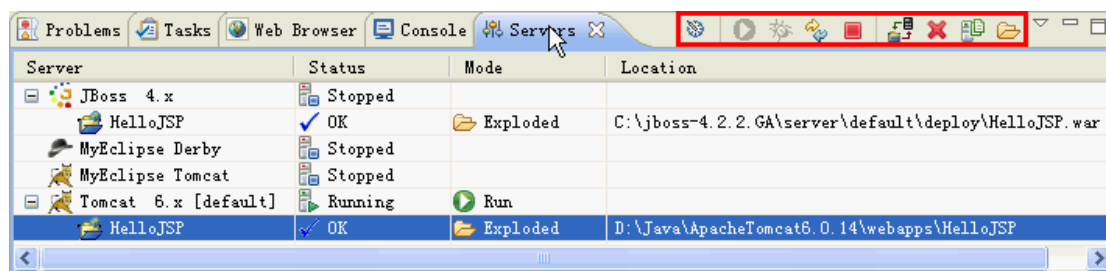 Problems Tasks Web Browser Console Servers
Server Status Mode Location
JBoss 4.x Stopped
HelloJSP OK Exploded C:\jboss-4.2.2.GA\server\default\deploy\HelloJSP.war
MyEclipse Derby Stopped
MyEclipse Tomcat Stopped
Tomcat 6.x [default] Running Run
HelloJSP OK Exploded D:\Java\ApacheTomcat6.0.14\webapps\HelloJSP